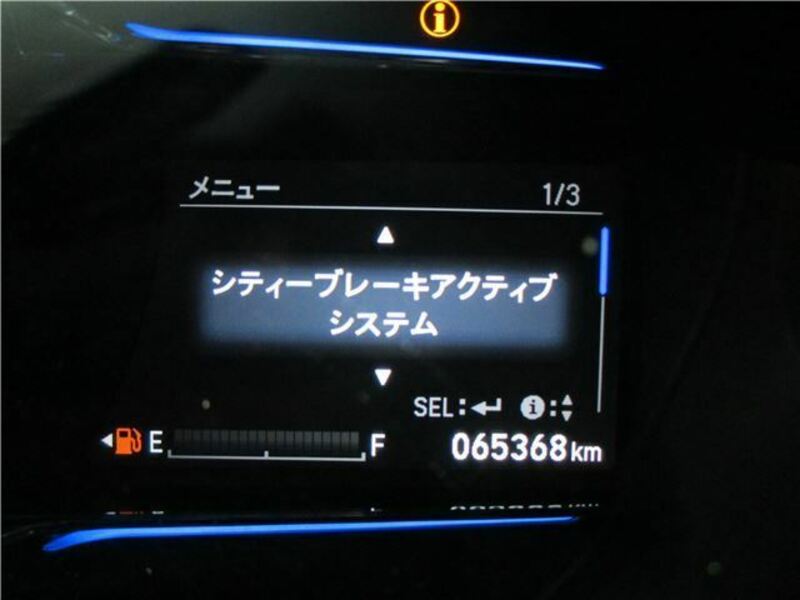 メニュー 1/3
シティーブレーキアクティブ
システム
SEL: i:
E F 065368km